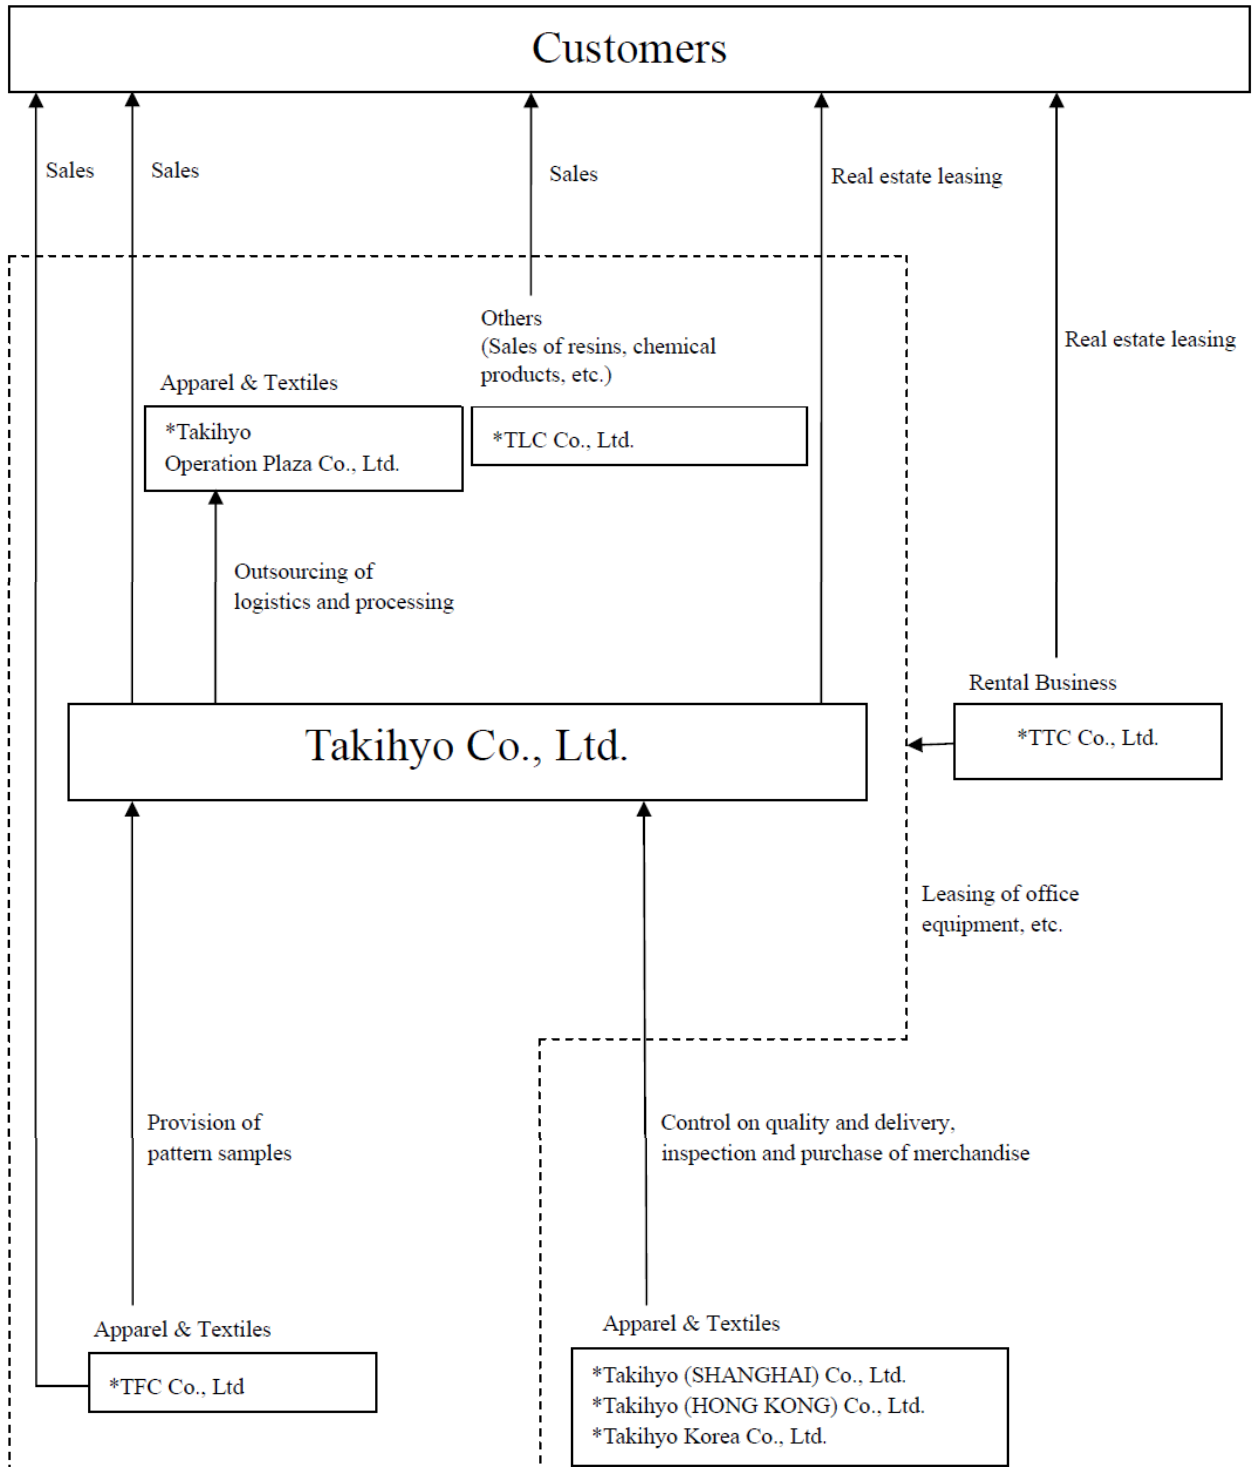 Customers
Sales
Sales
Sales
Real estate leasing
Real estate leasing
Others
(Sales of resins, chemical
products, etc.)
Apparel & Textiles
*Takihyo
Operation Plaza Co., Ltd.
*TLC Co., Ltd.
Outsourcing of
logistics and processing
Rental Business
*TTC Co., Ltd.
Takihyo Co., Ltd.
Leasing of office
equipment, etc.
Provision of
pattern samples
Control on quality and delivery,
inspection and purchase of merchandise
Apparel & Textiles
*TFC Co., Ltd
Apparel & Textiles
*Takihyo (SHANGHAI) Co., Ltd.
*Takihyo (HONG KONG) Co., Ltd.
*Takihyo Korea Co., Ltd.